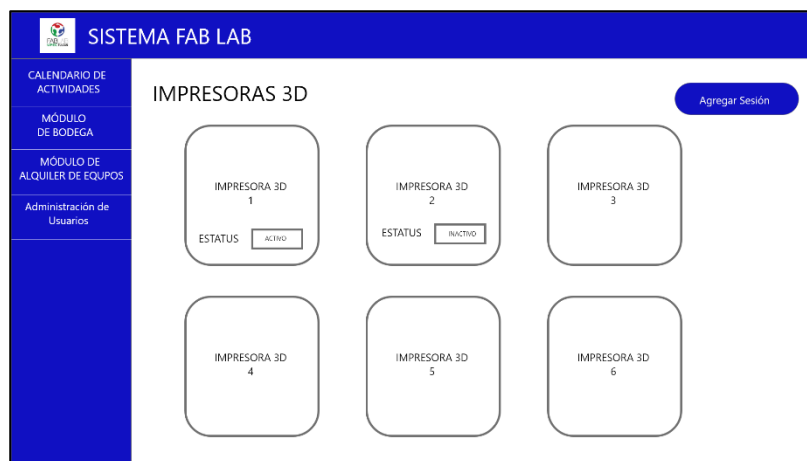 SISTEMA FAB LAB
CALENDARIO DE
ACTIVIDADES
MÓDULO
DE BODEGA
MÓDULO DE
ALQUILER DE EQUPOS
Administración de
Usuarios
IMPRESORAS 3D
Agregar Sesión
IMPRESORA 3D
1
ESTATUS ACTIVO
IMPRESORA 3D
2
ESTATUS INACTIVO
IMPRESORA 3D
3
IMPRESORA 3D
4
IMPRESORA 3D
5
IMPRESORA 3D
6